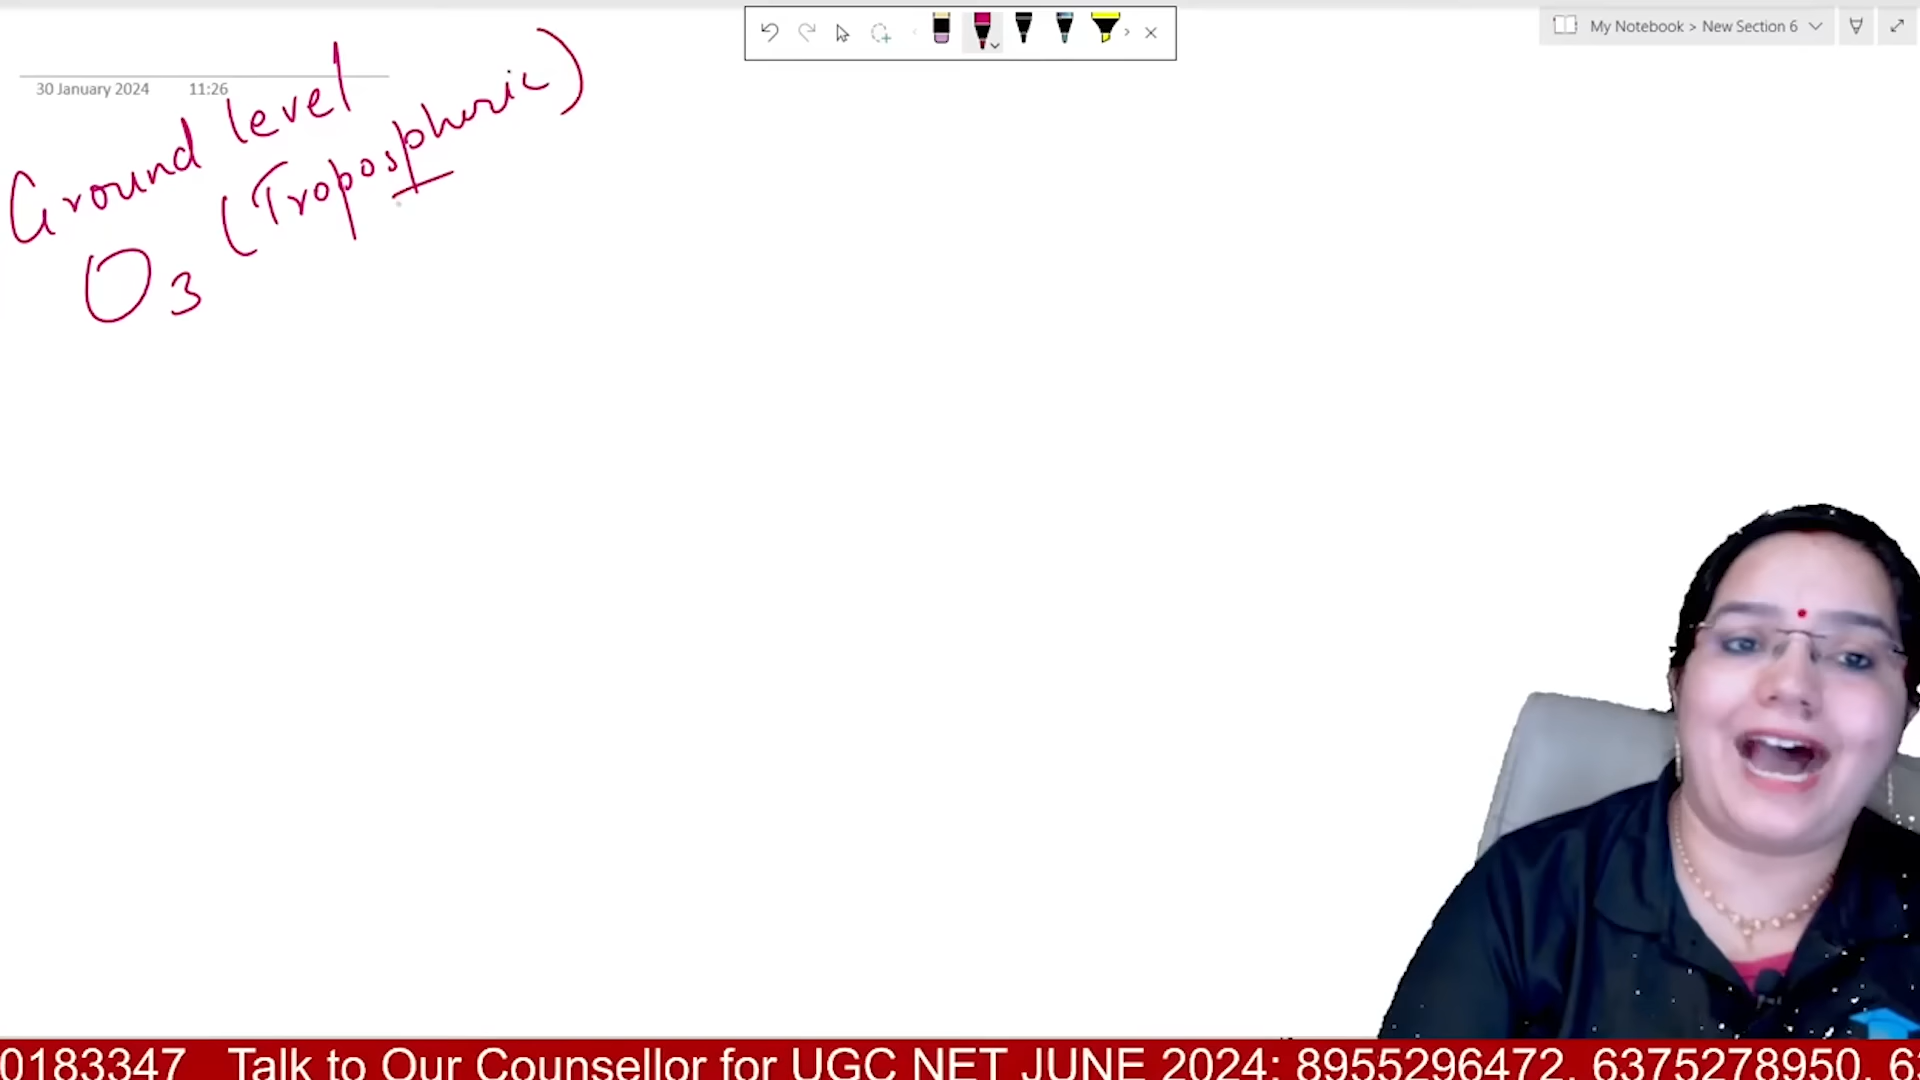 My Notebook > New Section 6
30 January 2024 11:26
Ground level
O3 (Tropospheric)
0183347 Talk to Our Counsellor for UGC NET JUNE 2024: 8955296472, 6375278950, 6